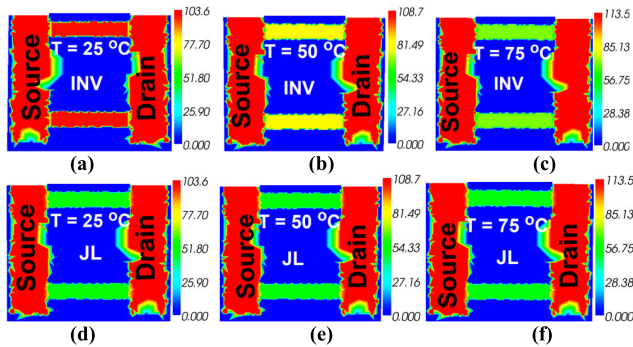 Source
T = 25 °C
INV
Drain
103.6
77.70
51.80
25.90
0.000
(a)
Source
T = 50 °C
INV
Drain
108.7
81.49
54.33
27.16
0.000
(b)
Source
T = 75 °C
INV
Drain
113.5
85.13
56.75
28.38
0.000
(c)
Source
T = 25 °C
JL
Drain
103.6
77.70
51.80
25.90
0.000
(d)
Source
T = 50 °C
JL
Drain
108.7
81.49
54.33
27.16
0.000
(e)
Source
T = 75 °C
JL
Drain
113.5
85.13
56.75
28.38
0.000
(f)